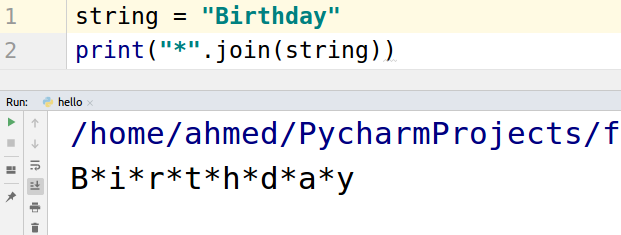 1 string = "Birthday"
2 print("*".join(string))
Run: hello ×
/home/ahmed/PycharmProjects/f
B*i*r*t*h*d*a*y